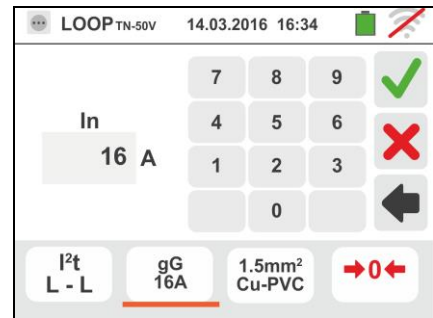 LOOP TN-50V 14.03.2016 16:34
7 8 9
In 4 5 6
16 A 1 2 3
0
I²t gG 1.5mm² →0←
L - L 16A Cu-PVC